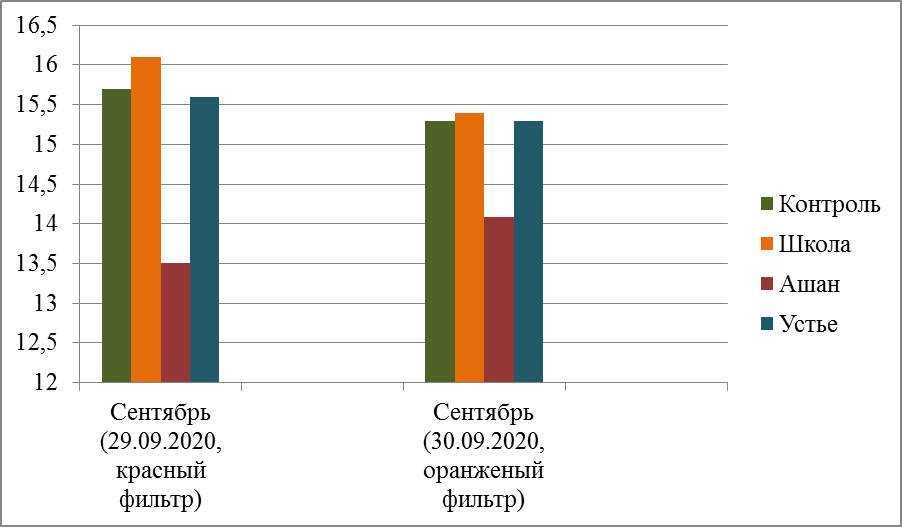 16,5
16
15,5
15
14,5
14
13,5
13
12,5
12
Сентябрь
(29.09.2020,
красный
фильтр)
Сентябрь
(30.09.2020,
оранженый
фильтр)
Контроль
Школа
Ашан
Устье